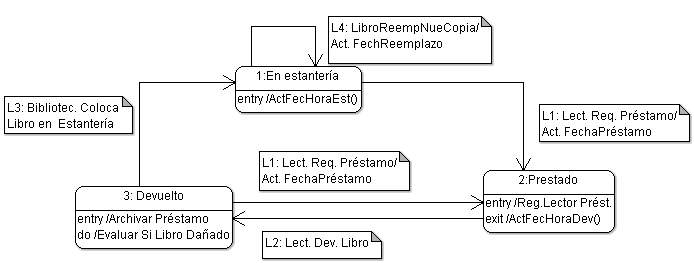 L4: LibroReempNueCopia/
Act. FechReemplazo
1:En estantería
entry /ActFecHoraEst()
L3: Bibliotec. Coloca
Libro en  Estantería
L1: Lect. Req. Préstamo/
Act. FechaPréstamo
L1: Lect. Req. Préstamo/
Act. FechaPréstamo
2:Prestado
entry /Reg.Lector Prést.
exit /ActFecHoraDev()
3: Devuelto
entry /Archivar Préstamo
do /Evaluar Si Libro Dañado
L2: Lect. Dev. Libro